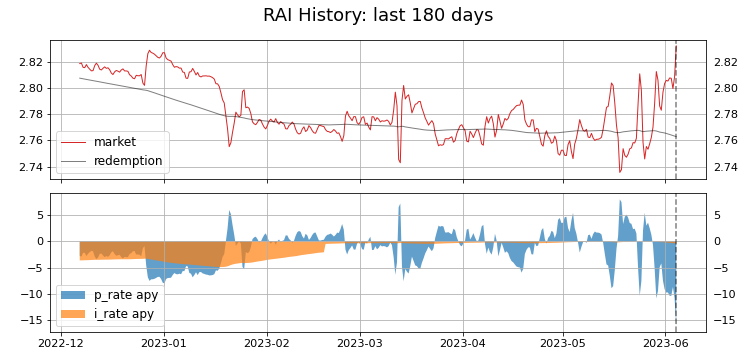 RAI History: last 180 days
2.82 2.82
2.80 2.80
2.78 2.78
2.76 2.76
2.74 2.74
market
redemption
5 5
0 0
−5 −5
−10 −10
−15 −15
p_rate apy
i_rate apy
2022-12 2023-01 2023-02 2023-03 2023-04 2023-05 2023-06